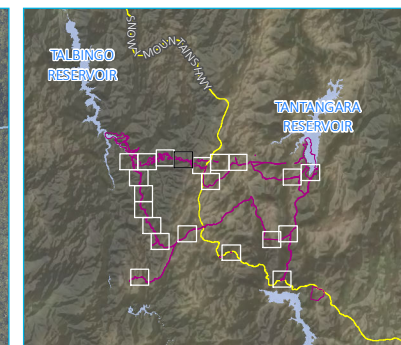 SNOWY MOUNTAINS HWY
TALBINGO
RESERVOIR
TANTANGARA
RESERVOIR